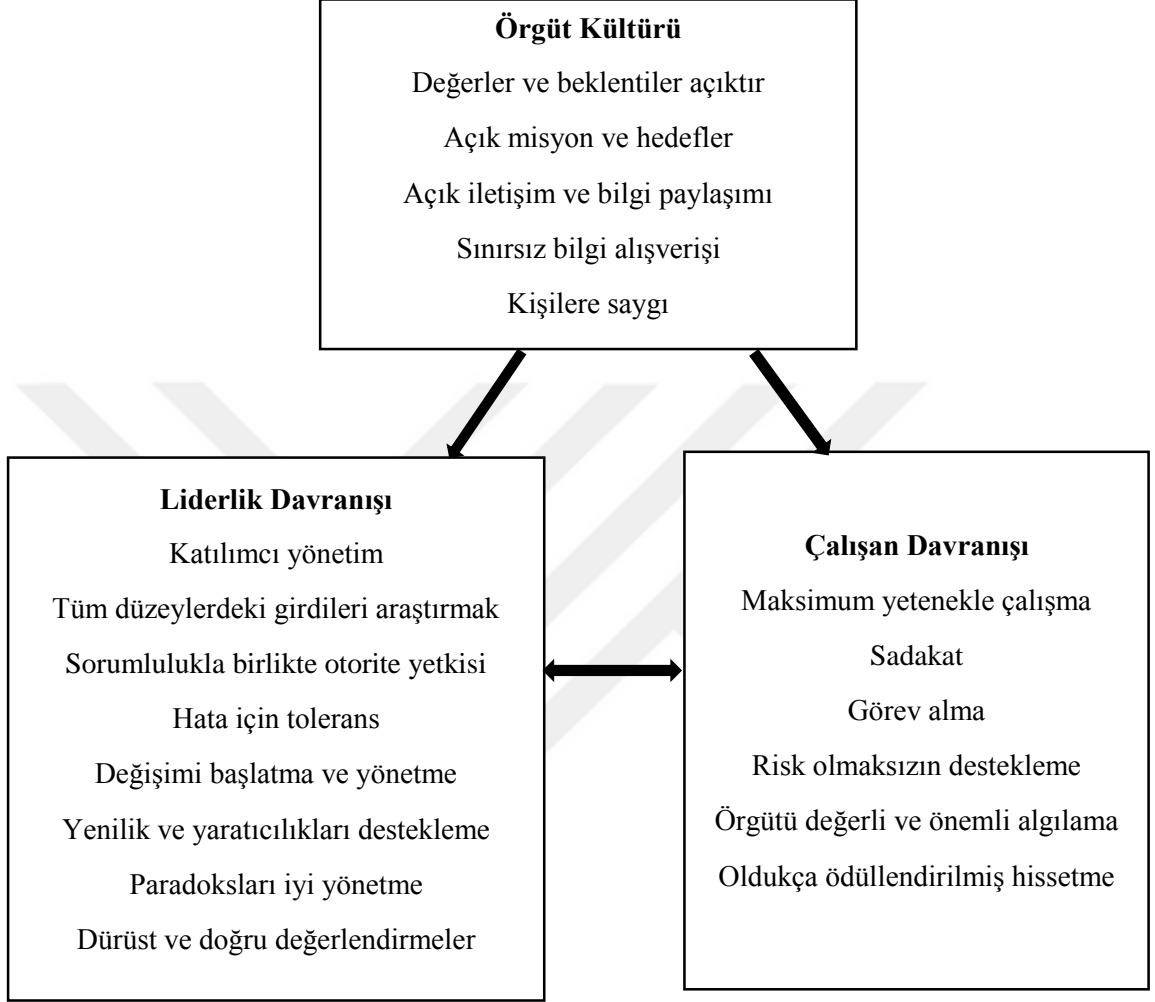 Örgüt Kültürü
Değerler ve beklentiler açıktır
Açık misyon ve hedefler
Açık iletişim ve bilgi paylaşımı
Sınırsız bilgi alışverişi
Kişilere saygı
Liderlik Davranışı
Katılımcı yönetim
Tüm düzeylerdeki girdileri araştırmak
Sorumlulukla birlikte otorite yetkisi
Hata için tolerans
Değişimi başlatma ve yönetme
Yenilik ve yaratıcılıkları destekleme
Paradoksları iyi yönetme
Dürüst ve doğru değerlendirmeler
Çalışan Davranışı
Maksimum yetenekle çalışma
Sadakat
Görev alma
Risk olmaksızın destekleme
Örgütü değerli ve önemli algılama
Oldukça ödüllendirilmiş hissetme